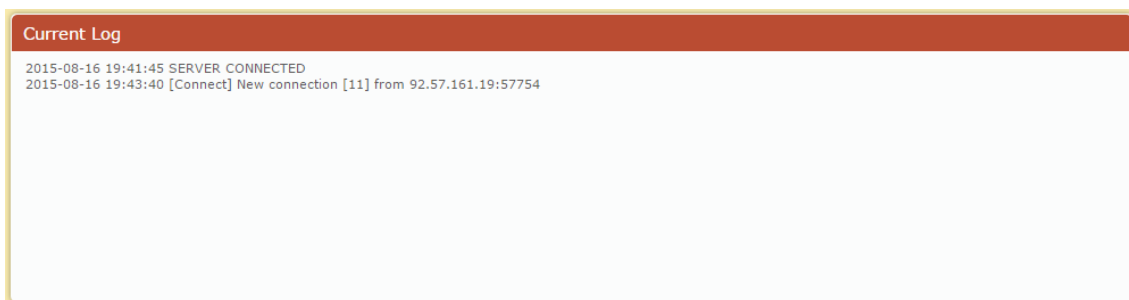 Current Log
2015-08-16 19:41:45 SERVER CONNECTED
2015-08-16 19:43:40 [Connect] New connection [11] from 92.57.161.19:57754